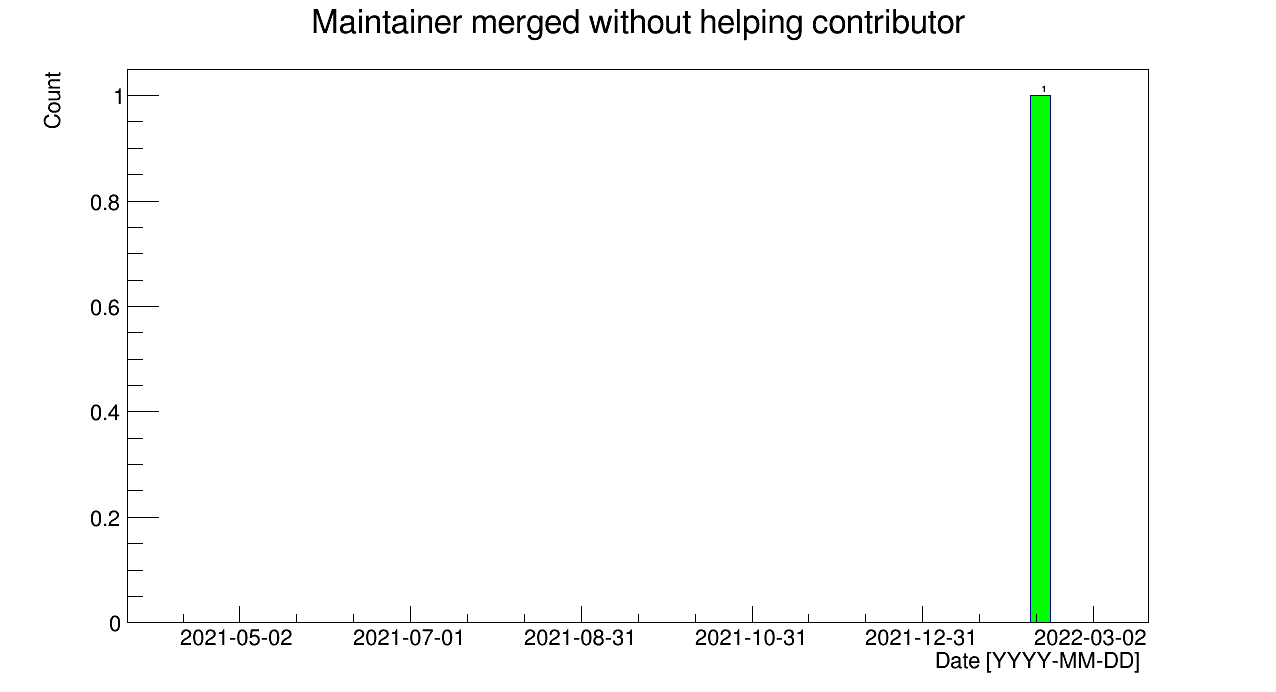 Maintainer merged without helping contributor
Count
1
1
0.8
0.6
0.4
0.2
0
2021-05-02 2021-07-01 2021-08-31 2021-10-31 2021-12-31 2022-03-02
Date [YYYY-MM-DD]